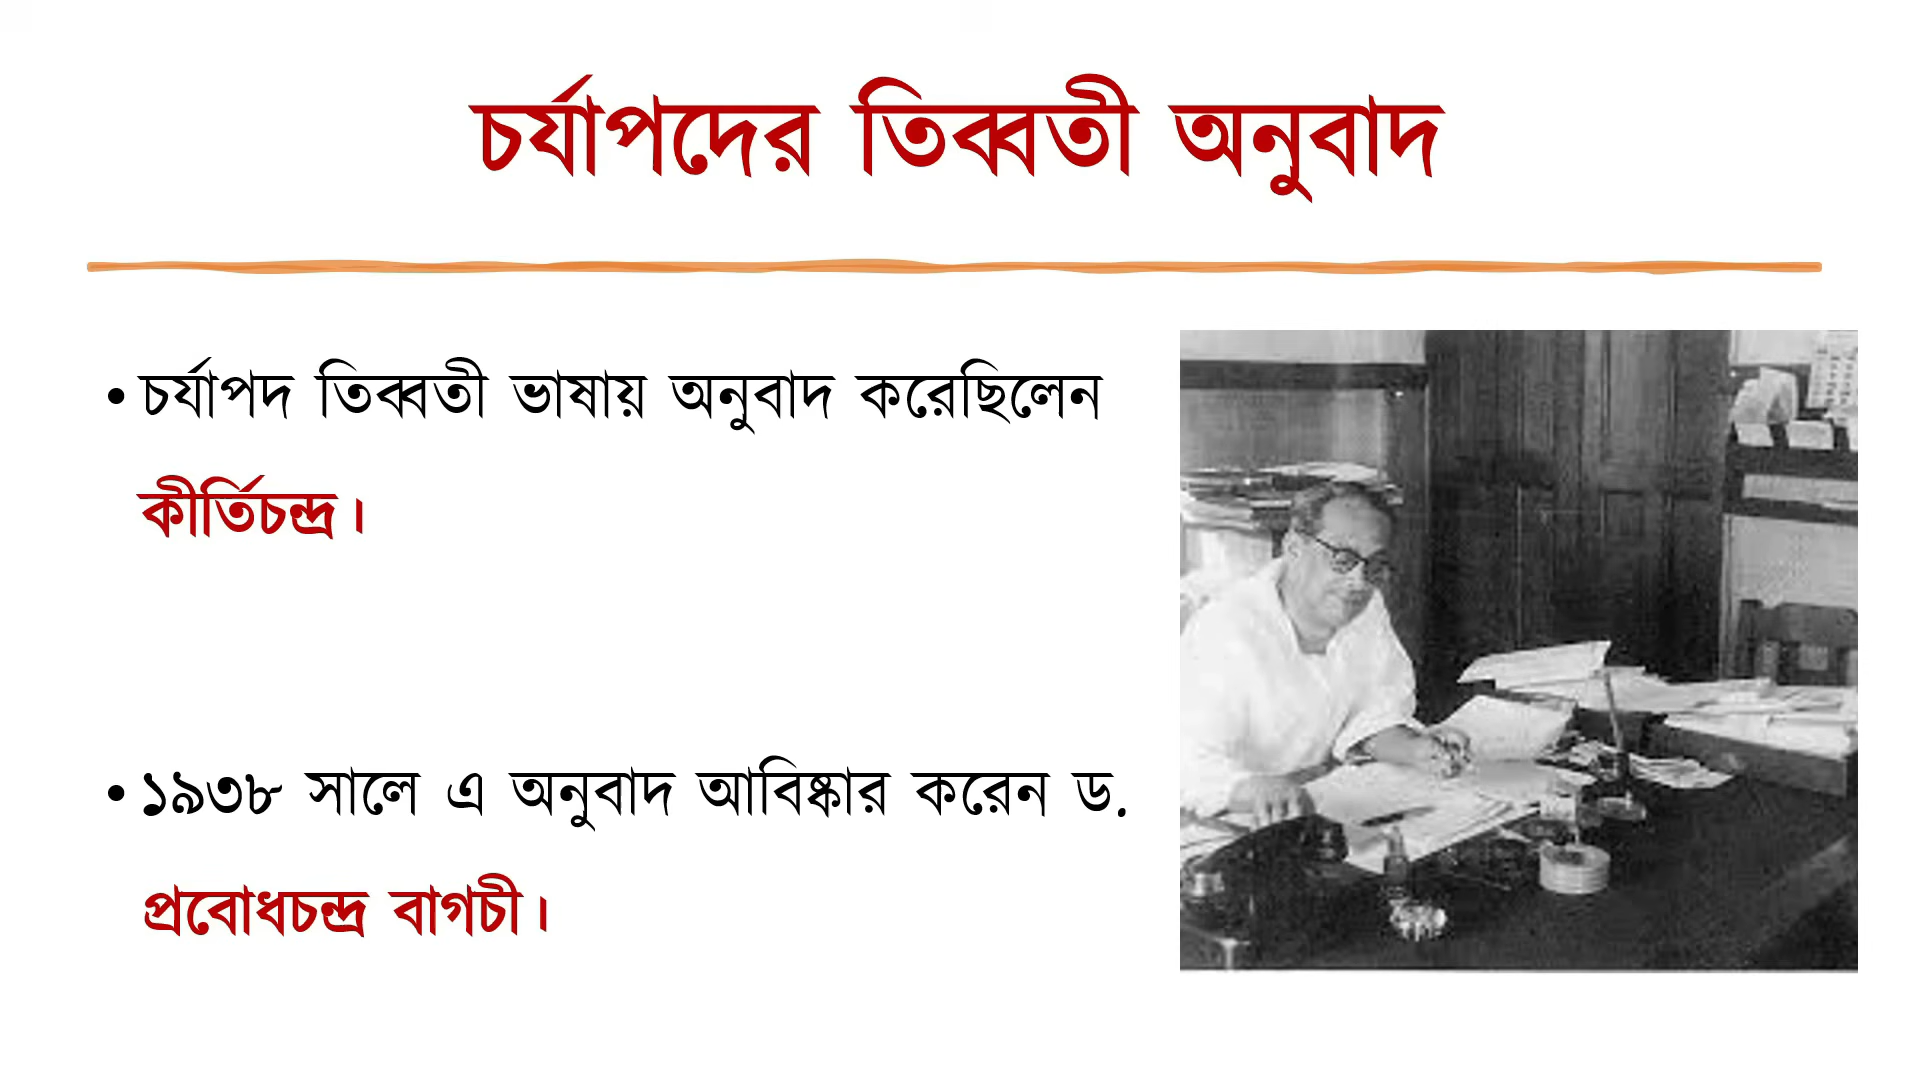 চর্যাপদের তিব্বতী অনুবাদ
• চর্যাপদ তিব্বতী ভাষায় অনুবাদ করেছিলেন
কীর্তিচন্দ্র।
• ১৯৩৮ সালে এ অনুবাদ আবিষ্কার করেন ড.
প্রবোধচন্দ্র বাগচী।